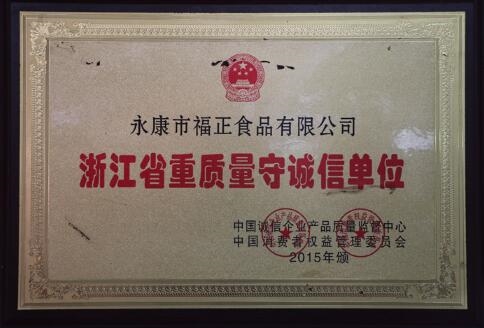 永康市福正食品有限公司
浙江省重质量守诚信单位
中国诚信企业产品质量监管中心
中国消费者权益管理委员会
2015年颁